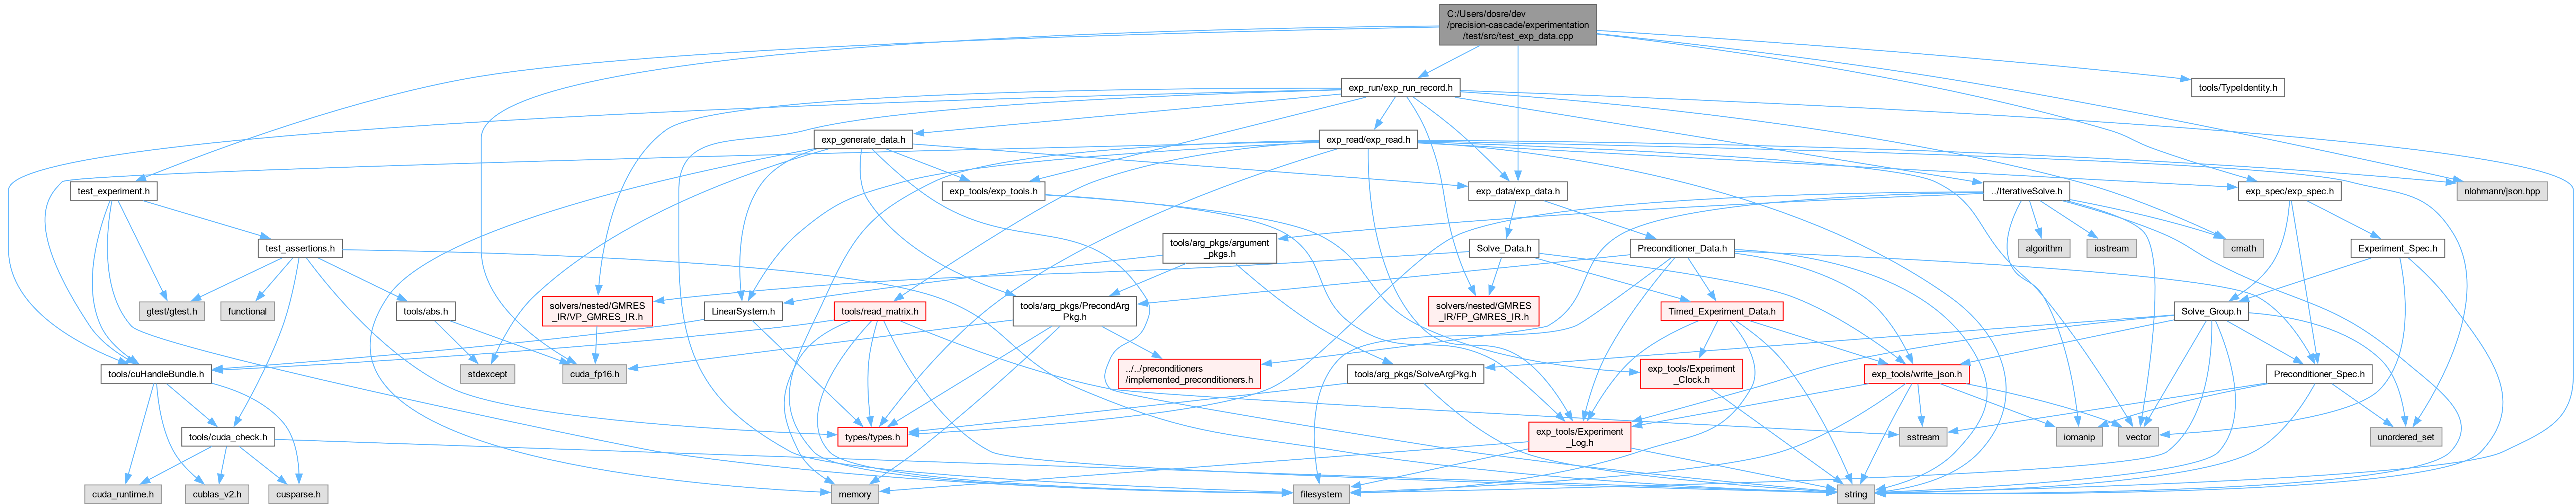 C:/Users/dosre/dev
/precision-cascade/experimentation
/test/src/test_exp_data.cpp
exp_run/exp_run_record.h
tools/TypeIdentity.h
exp_generate_data.h
exp_read/exp_read.h
test_experiment.h
exp_tools/exp_tools.h
exp_data/exp_data.h
../IterativeSolve.h
exp_spec/exp_spec.h
nlohmann/json.hpp
test_assertions.h
tools/arg_pkgs/argument
_pkgs.h
Solve_Data.h
Preconditioner_Data.h
algorithm
iostream
cmath
Experiment_Spec.h
gtest/gtest.h
functional
tools/abs.h
solvers/nested/GMRES
_IR/VP_GMRES_IR.h
LinearSystem.h
tools/read_matrix.h
tools/arg_pkgs/PrecondArg
Pkg.h
solvers/nested/GMRES
_IR/FP_GMRES_IR.h
Timed_Experiment_Data.h
Solve_Group.h
tools/cuHandleBundle.h
stdexcept
cuda_fp16.h
../../preconditioners
/implemented_preconditioners.h
tools/arg_pkgs/SolveArgPkg.h
exp_tools/Experiment
_Clock.h
exp_tools/write_json.h
Preconditioner_Spec.h
tools/cuda_check.h
types/types.h
exp_tools/Experiment
_Log.h
sstream
iomanip
vector
unordered_set
cuda_runtime.h
cublas_v2.h
cusparse.h
memory
filesystem
string